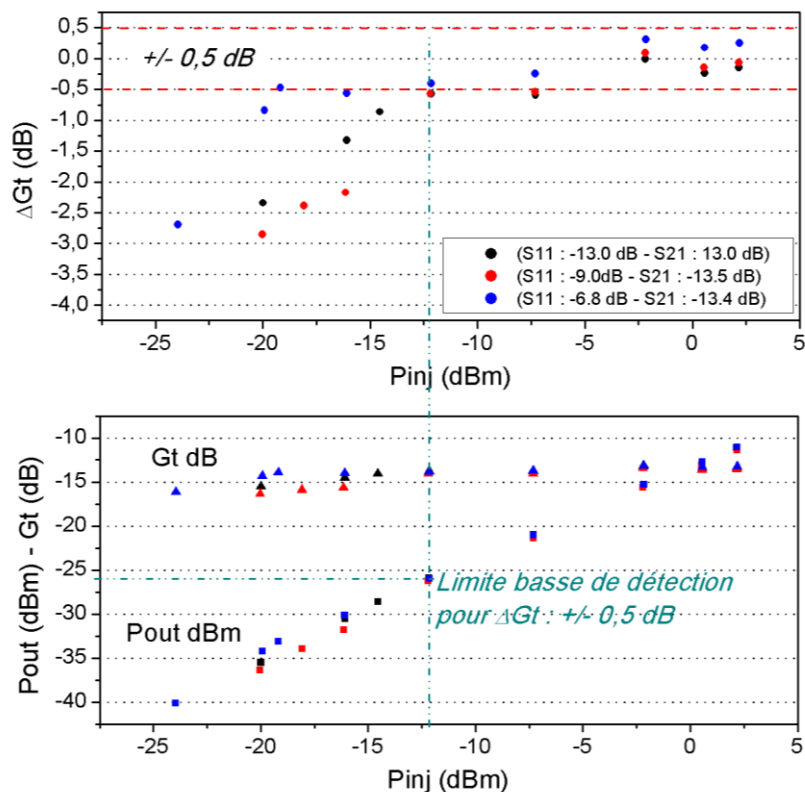 0,5
0,0
-0,5
-1,0
-1,5
-2,0
-2,5
-3,0
-3,5
-4,0
ΔGt (dB)
+/- 0,5 dB
(S11 : -13.0 dB - S21 : 13.0 dB)
(S11 : -9.0dB - S21 : -13.5 dB)
(S11 : -6.8 dB - S21 : -13.4 dB)
-25 -20 -15 -10 -5 0 5
Pinj (dBm)
-10
-15
-20
-25
-30
-35
-40
Pout (dBm) - Gt (dB)
Gt dB
Limite basse de détection
pour ΔGt : +/- 0,5 dB
Pout dBm
-25 -20 -15 -10 -5 0 5
Pinj (dBm)